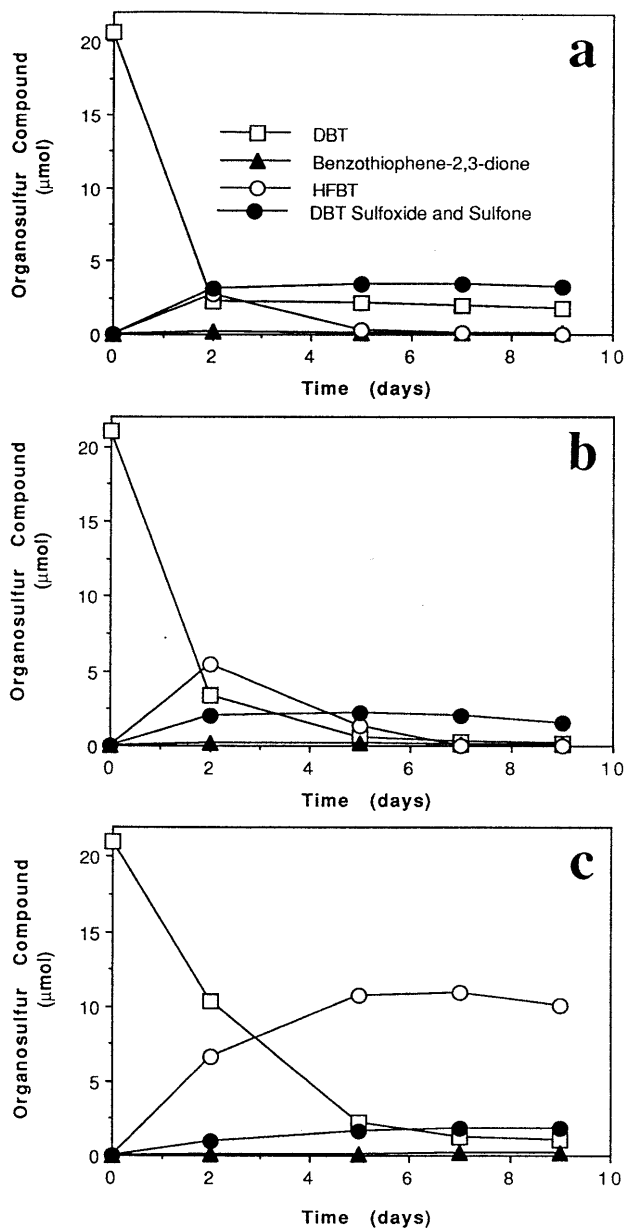 a
Organosulfur Compound
(μmol)
20
15
10
5
0
DBT
Benzothiophene-2,3-dione
HFBT
DBT Sulfoxide and Sulfone
0 2 4 6 8 10
Time (days)
b
Organosulfur Compound
(μmol)
20
15
10
5
0
0 2 4 6 8 10
Time (days)
c
Organosulfur Compound
(μmol)
20
15
10
5
0
0 2 4 6 8 10
Time (days)